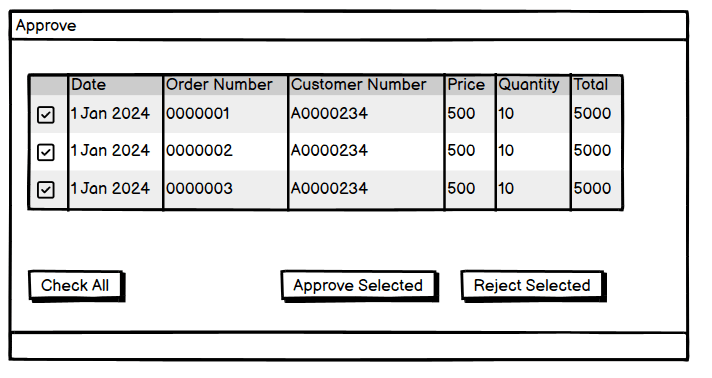 Approve
Date Order Number Customer Number Price Quantity Total
1 Jan 2024 0000001 A0000234 500 10 5000
1 Jan 2024 0000002 A0000234 500 10 5000
1 Jan 2024 0000003 A0000234 500 10 5000
Check All Approve Selected Reject Selected